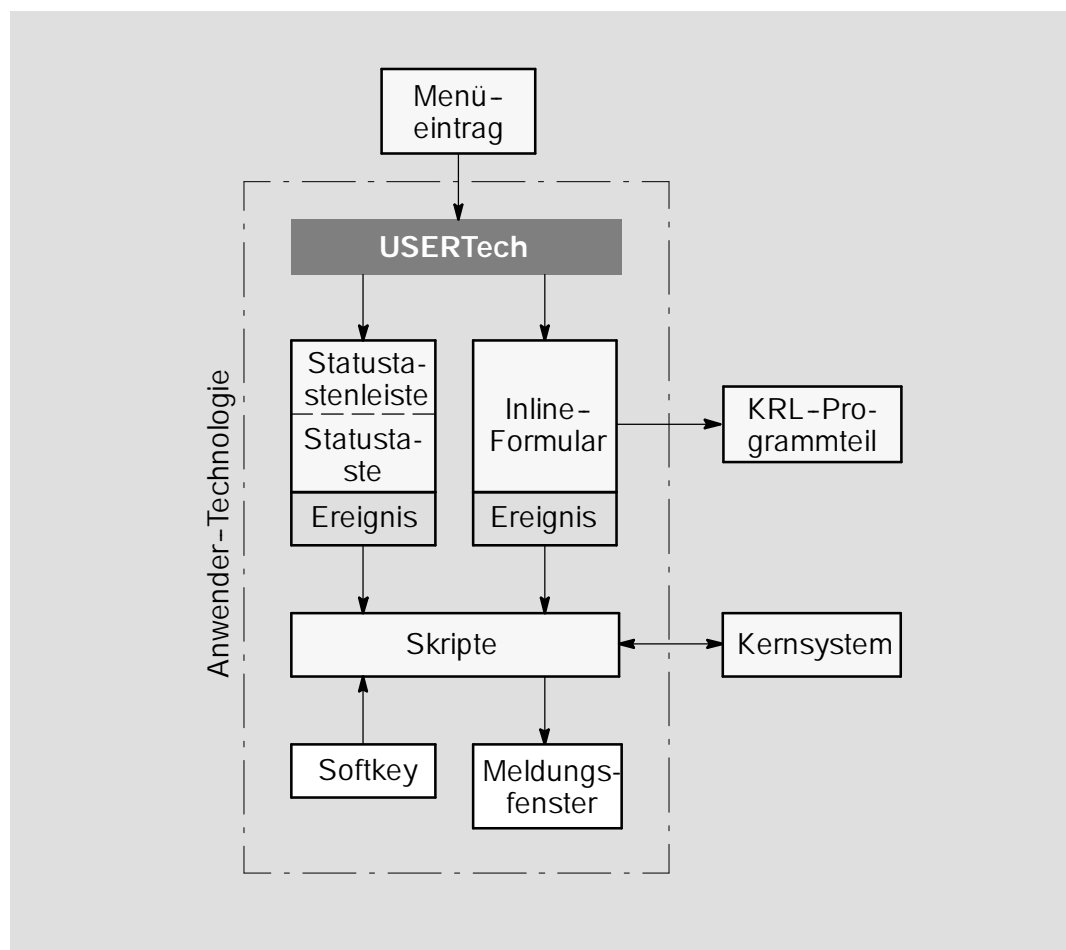 Menü-
eintrag
USERTech
Statusta-
stenleiste
Statusta-
ste
Ereignis
Inline-
Formular
Ereignis
KRL-Pro-
grammteil
Anwender-Technologie
Skripte
Kernsystem
Softkey
Meldungs-
fenster